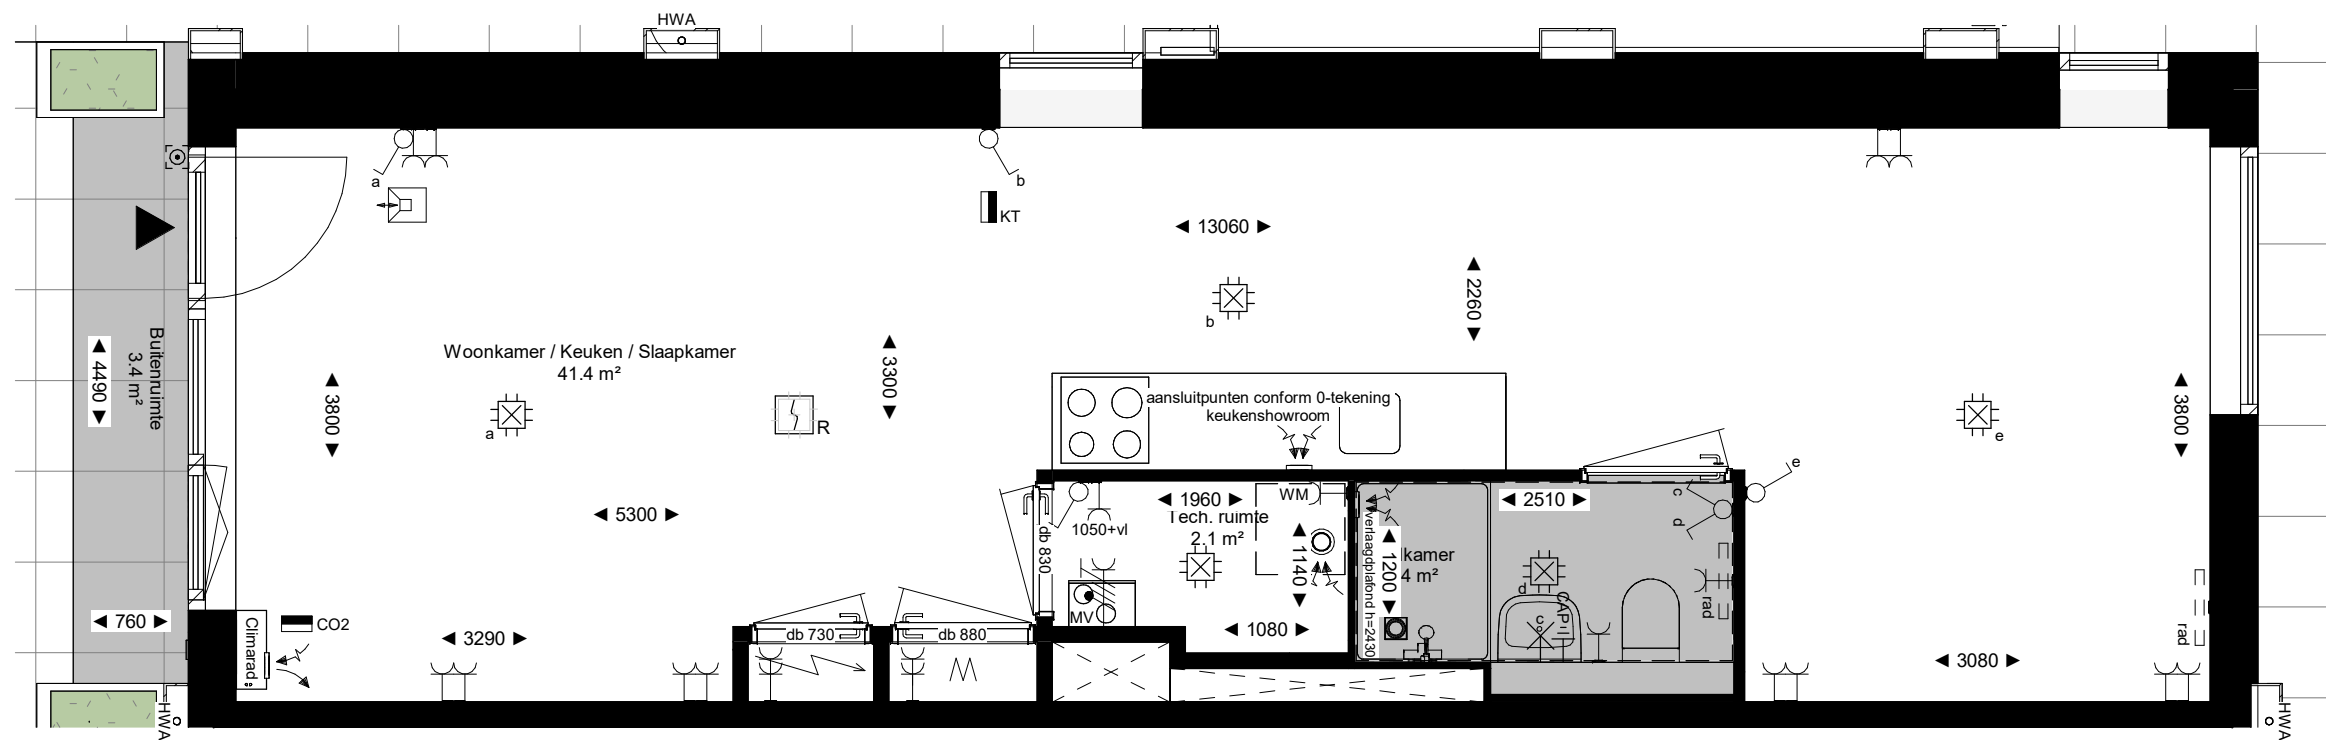 HWA
a
b
KT
◄ 13060 ►
◄ 2260 ►
b
Buitenruimte
3.4 m²
◄ 4490 ►
Woonkamer / Keuken / Slaapkamer
41.4 m²
◄ 3800 ►
◄ 3300 ►
a
R
aansluitpunten conform 0-tekening
keukenshowroom
◄ 3800 ►
e
e
◄ 5300 ►
◄ 1960 ►
WM
◄ 2510 ►
c
d
1050+vl
Tech. ruimte
2.1 m²
◄ 1140 ►
verlaagdplafond h=2430
◄ 1200 ►
kamer
4 m²
db 830
d
c
CAP
rad
rad
MV
◄ 760 ►
Climarad
CO2
◄ 3290 ►
db 730
db 880
◄ 1080 ►
◄ 3080 ►
HWA
HWA